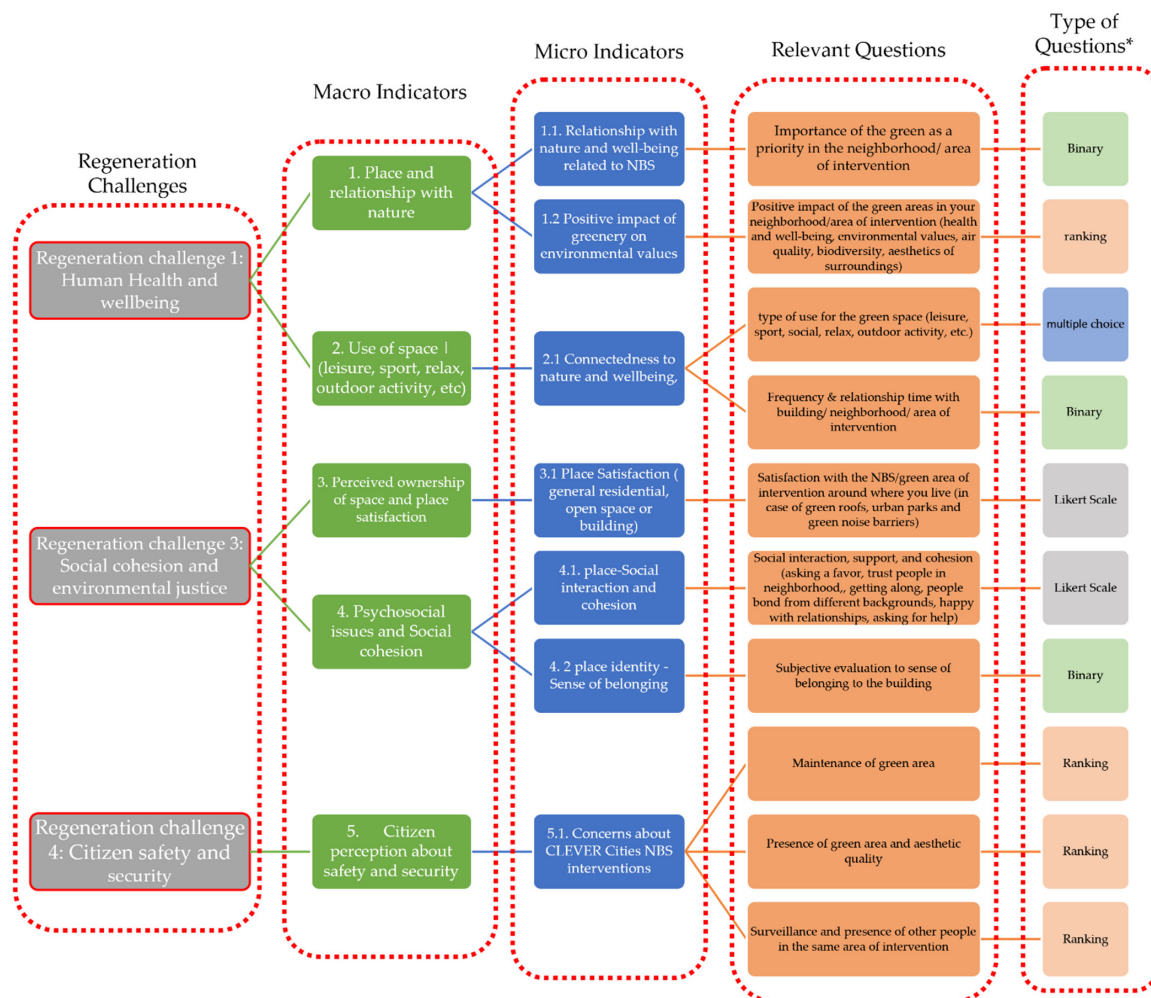 Regeneration
Challenges
Macro Indicators
Micro Indicators
Relevant Questions
Type of
Questions*
Regeneration challenge 1:
Human Health and
wellbeing
Regeneration challenge 3:
Social cohesion and
environmental justice
Regeneration challenge
4: Citizen safety and
security
1. Place and
relationship with
nature
2. Use of space |
(leisure, sport, relax,
outdoor activity, etc)
3. Perceived ownership
of space and place
satisfaction
4. Psychosocial
issues and Social
cohesion
5. Citizen
perception about
safety and security
1.1. Relationship with
nature and well-being
related to NBS
1.2 Positive impact of
greenery on
environmental values
2.1 Connectedness to
nature and wellbeing,
3.1 Place Satisfaction (
general residential,
open space or
building)
4.1. place-Social
interaction and
cohesion
4. 2 place identity -
Sense of belonging
5.1. Concerns about
CLEVER Cities NBS
interventions
Importance of the green as a
priority in the neighborhood/ area
of intervention
Positive impact of the green areas in your
neighborhood/area of intervention (health
and well-being, environmental values, air
quality, biodiversity, aesthetics of
surroundings)
type of use for the green space (leisure,
sport, social, relax, outdoor activity, etc.)
Frequency & relationship time with
building/ neighborhood/ area of
intervention
Satisfaction with the NBS/green area of
intervention around where you live (in
case of green roofs, urban parks and
green noise barriers)
Social interaction, support, and cohesion
(asking a favor, trust people in
neighborhood,, getting along, people
bond from different backgrounds, happy
with relationships, asking for help)
Subjective evaluation to sense of
belonging to the building
Maintenance of green area
Presence of green area and aesthetic
quality
Surveillance and presence of other people
in the same area of intervention
Binary
ranking
multiple choice
Binary
Likert Scale
Likert Scale
Binary
Ranking
Ranking
Ranking